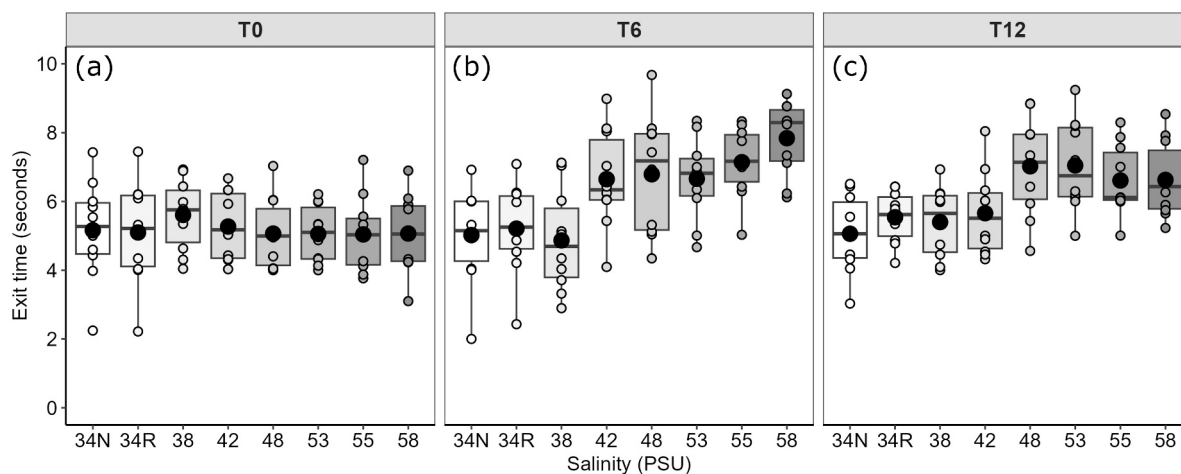 T0 T6 T12
(a) (b) (c)
10
8
6
4
2
0
Exit time (seconds)
34N 34R 38 42 48 53 55 58 34N 34R 38 42 48 53 55 58 34N 34R 38 42 48 53 55 58
Salinity (PSU)